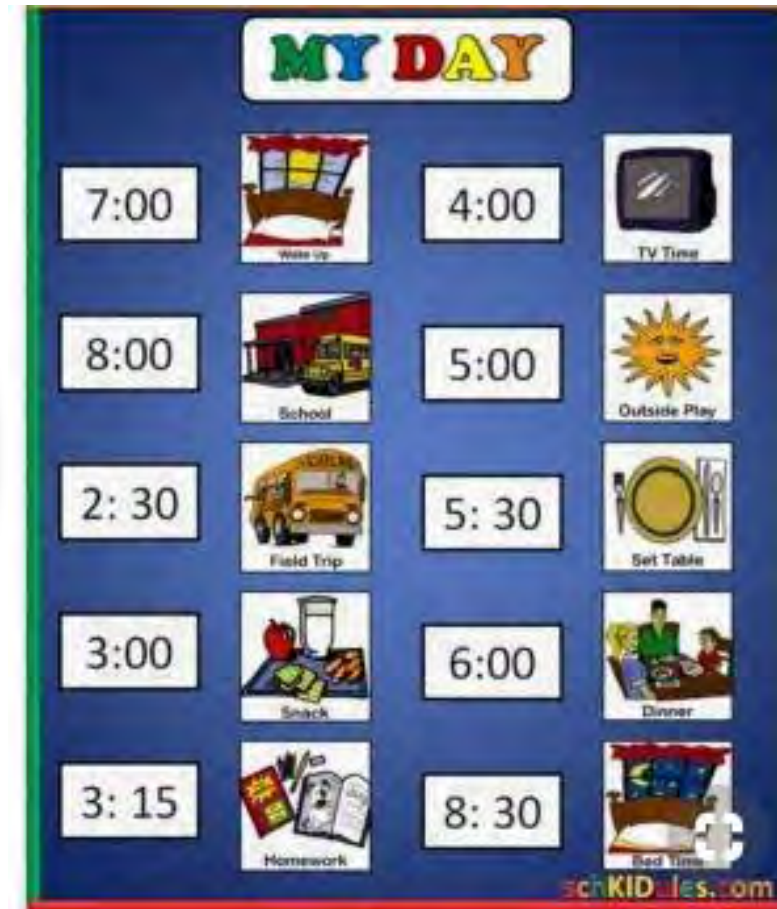 MY DAY
7:00
Wake Up
8:00
School
2: 30
Field Trip
3:00
Snack
3: 15
Homework
4:00
TV Time
5:00
Outside Play
5: 30
Set Table
6:00
Dinner
8: 30
Bed Time